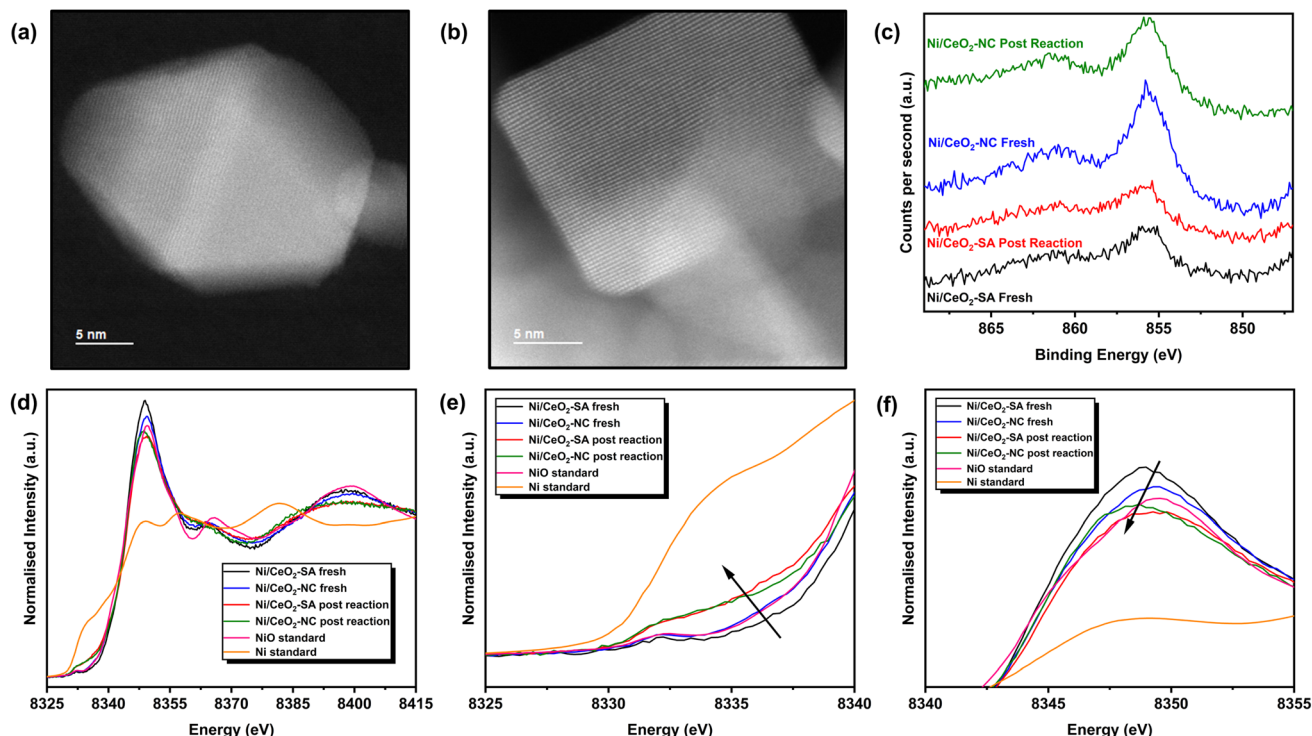 (a)
5 nm
(b)
5 nm
(c)
Ni/CeO₂-NC Post Reaction
Ni/CeO₂-NC Fresh
Ni/CeO₂-SA Post Reaction
Ni/CeO₂-SA Fresh
Counts per second (a.u.)
865 860 855 850
Binding Energy (eV)
(d)
Ni/CeO₂-SA fresh
Ni/CeO₂-NC fresh
Ni/CeO₂-SA post reaction
Ni/CeO₂-NC post reaction
NiO standard
Ni standard
Normalised Intensity (a.u.)
8325 8340 8355 8370 8385 8400 8415
Energy (eV)
(e)
Ni/CeO₂-SA fresh
Ni/CeO₂-NC fresh
Ni/CeO₂-SA post reaction
Ni/CeO₂-NC post reaction
NiO standard
Ni standard
Normalised Intensity (a.u.)
8325 8330 8335 8340
Energy (eV)
(f)
Ni/CeO₂-SA fresh
Ni/CeO₂-NC fresh
Ni/CeO₂-SA post reaction
Ni/CeO₂-NC post reaction
NiO standard
Ni standard
Normalised Intensity (a.u.)
8340 8345 8350 8355
Energy (eV)